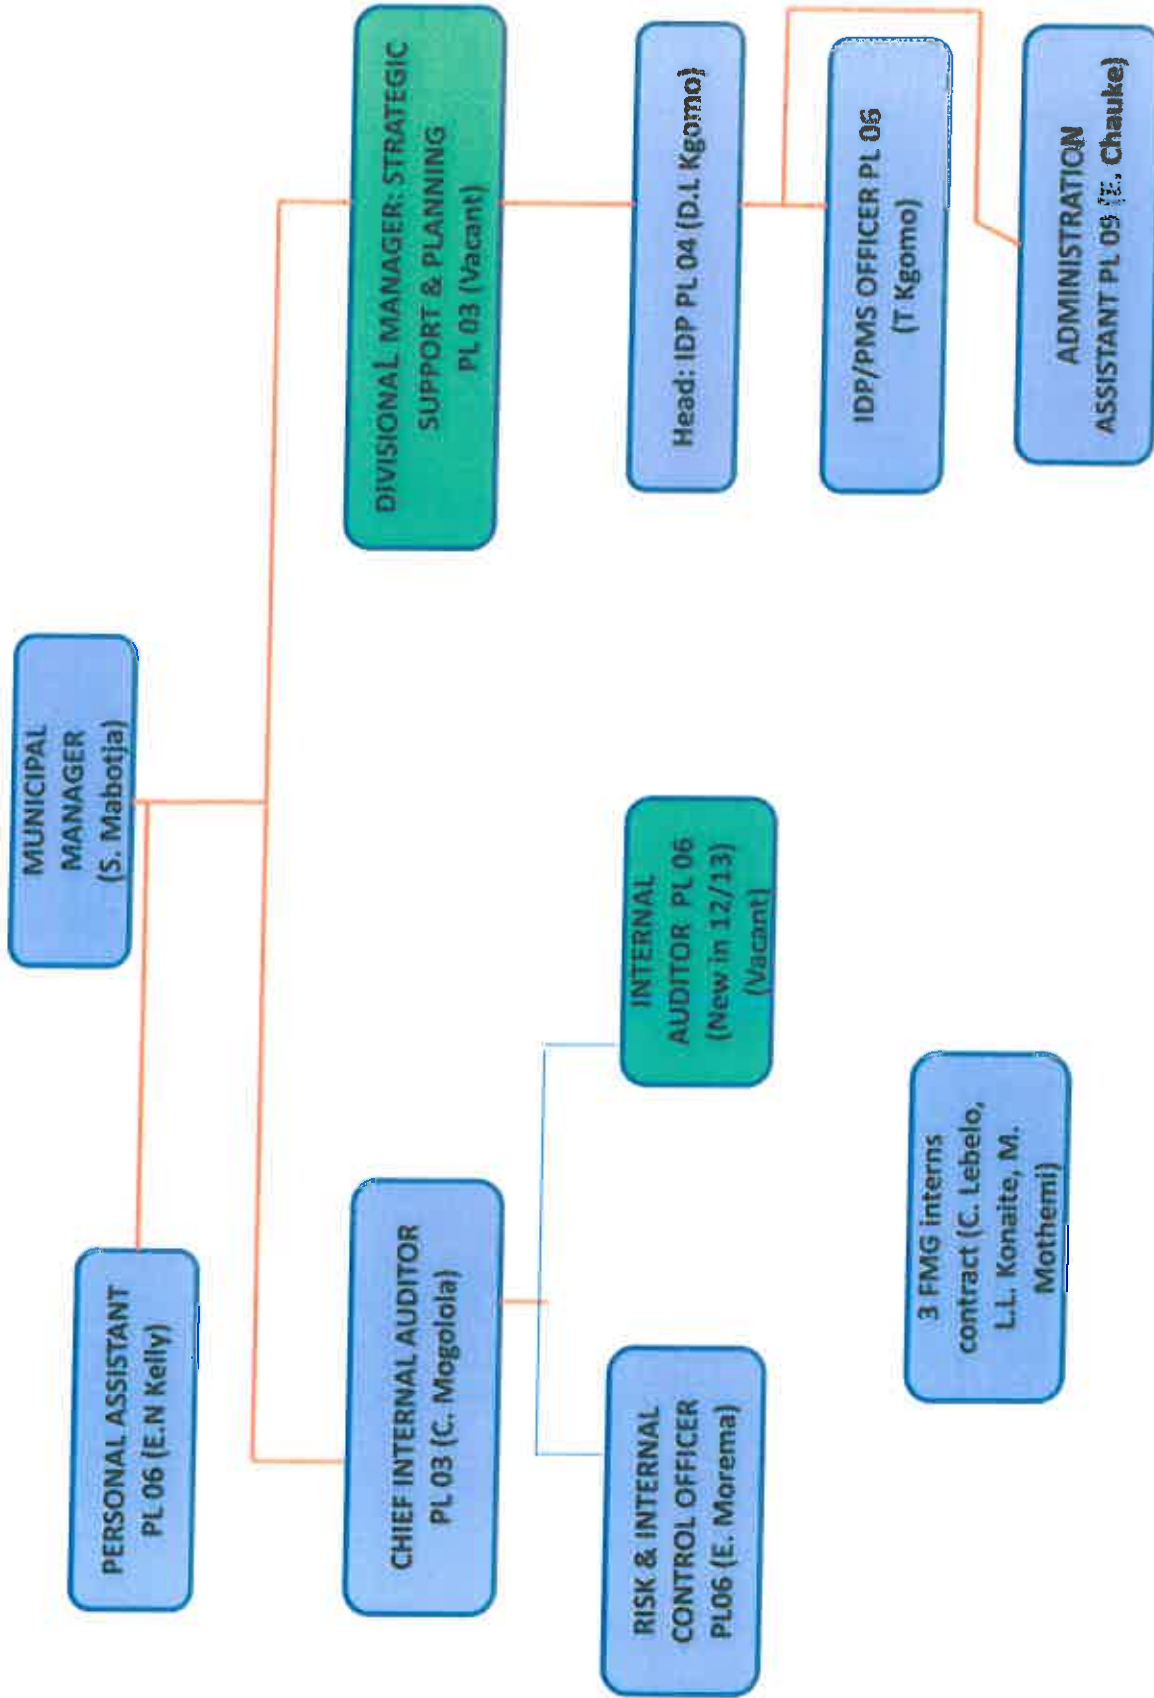 MUNICIPAL
MANAGER
(S. Mabotja)
PERSONAL ASSISTANT
PL 06 (E.N Kelly)
CHIEF INTERNAL AUDITOR
PL 03 (C. Mogolola)
DIVISIONAL MANAGER: STRATEGIC
SUPPORT & PLANNING
PL 03 (Vacant)
RISK & INTERNAL
CONTROL OFFICER
PL06 (E. Morema)
INTERNAL
AUDITOR PL 06
(New in 12/13)
(Vacant)
Head: IDP PL 04 (D.L Kgomo)
IDP/PMS OFFICER PL 06
(T Kgomo)
3 FMG interns
contract (C. Lebelo,
L.L. Konaite, M.
Mothemi)
ADMINISTRATION
ASSISTANT PL 09 (E. Chauke)